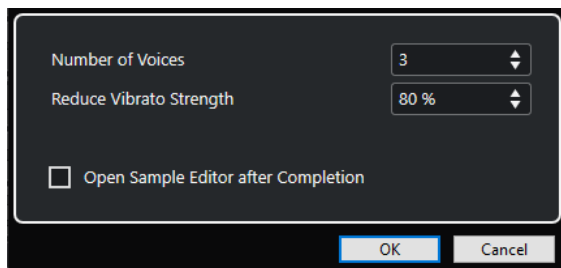 Number of Voices 3
Reduce Vibrato Strength 80 %
Open Sample Editor after Completion
OK Cancel